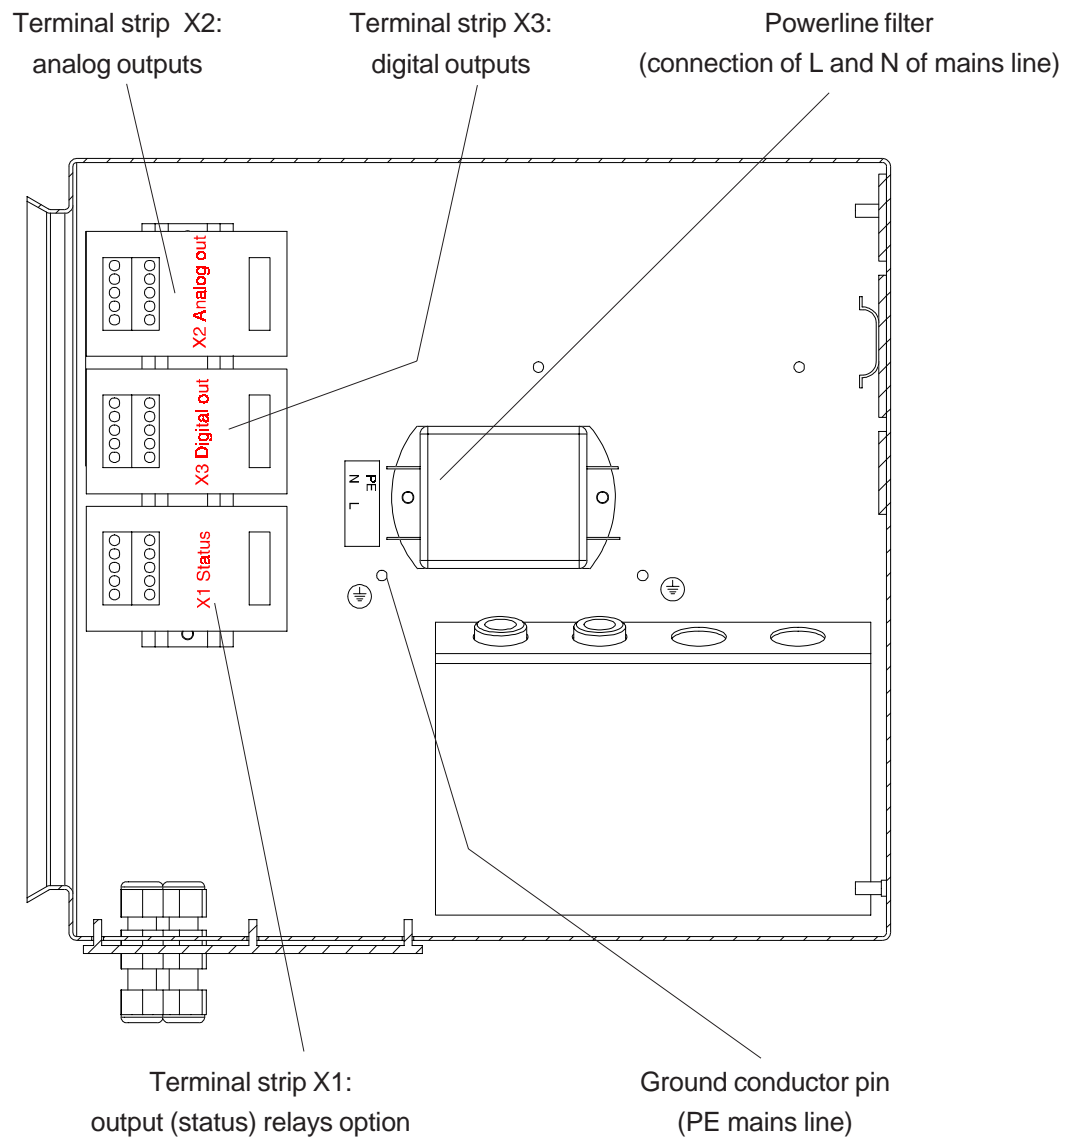 Terminal strip X2:
analog outputs
Terminal strip X3:
digital outputs
Powerline filter
(connection of L and N of mains line)
X2 Analog out
X3 Digital out
X1 Status
PE
N L
Terminal strip X1:
output (status) relays option
Ground conductor pin
(PE mains line)